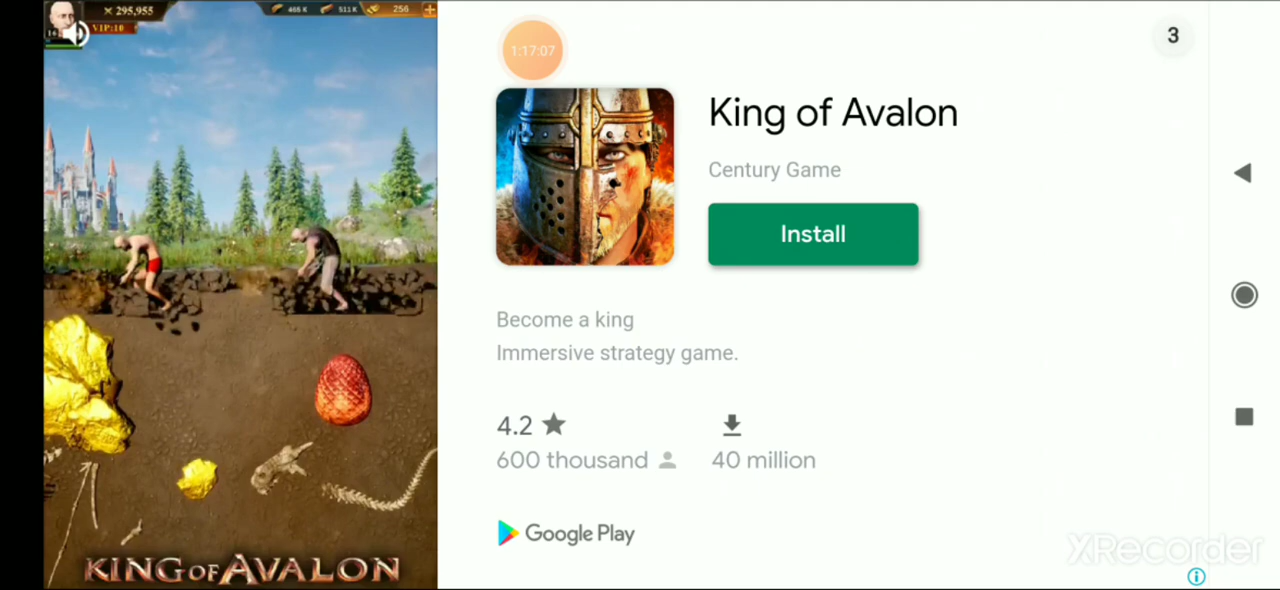 295,955
VIP:10
465 K
511 K
256
KING OF AVALON
1:17:07
3
King of Avalon
Century Game
Install
Become a king
Immersive strategy game.
4.2
600 thousand
40 million
Google Play
XRecorder